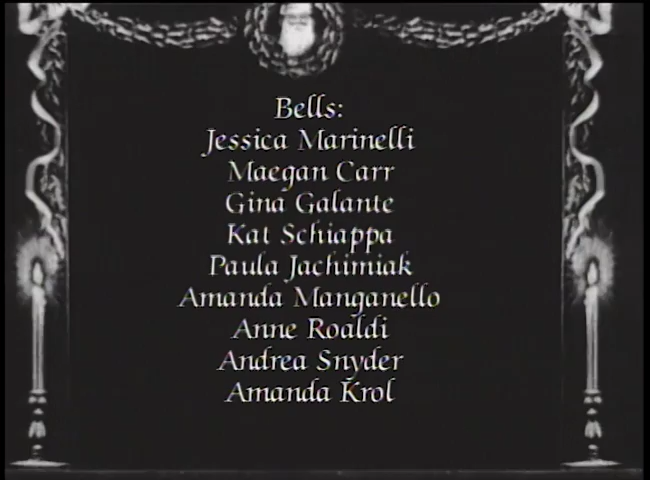 Bells:
Jessica Marinelli
Maegan Carr
Gina Galante
Kat Schiappa
Paula Jachimiak
Amanda Manganello
Anne Roaldi
Andrea Snyder
Amanda Krol